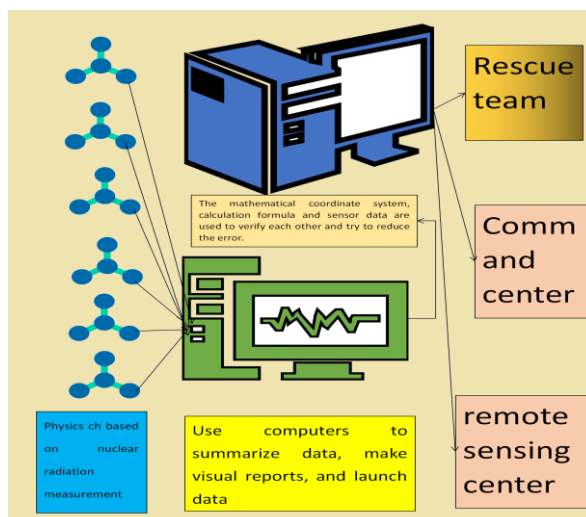 Rescue
team
The mathematical coordinate system,
calculation formula and sensor data are
used to verify each other and try to reduce
the error.
Comm
and
center
Physics ch based
on nuclear
radiation
measurement
Use computers to
summarize data, make
visual reports, and launch
data
remote
sensing
center